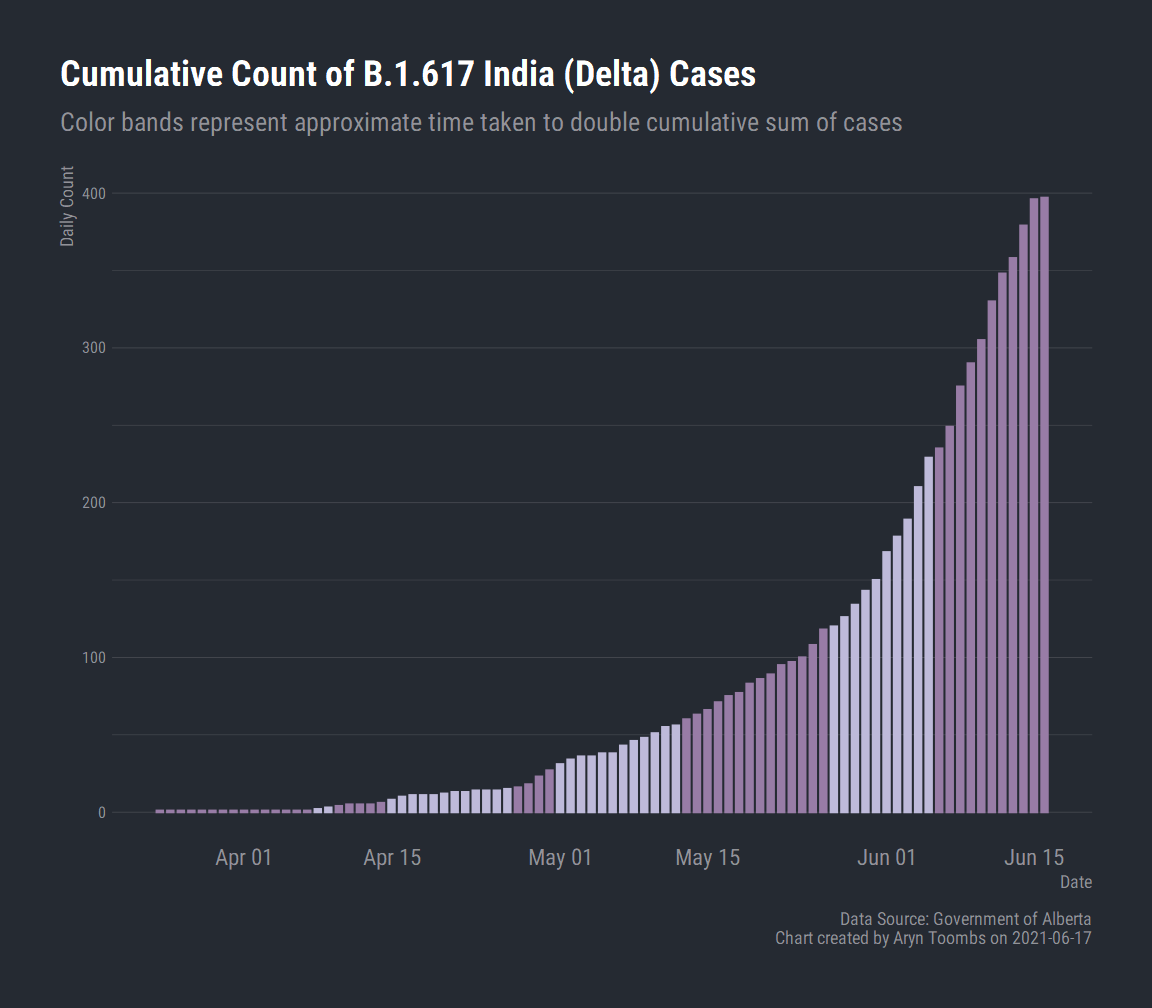 Cumulative Count of B.1.617 India (Delta) Cases
Color bands represent approximate time taken to double cumulative sum of cases
Daily Count
400
300
200
100
0
Apr 01 Apr 15 May 01 May 15 Jun 01 Jun 15
Date
Data Source: Government of Alberta
Chart created by Aryn Toombs on 2021-06-17